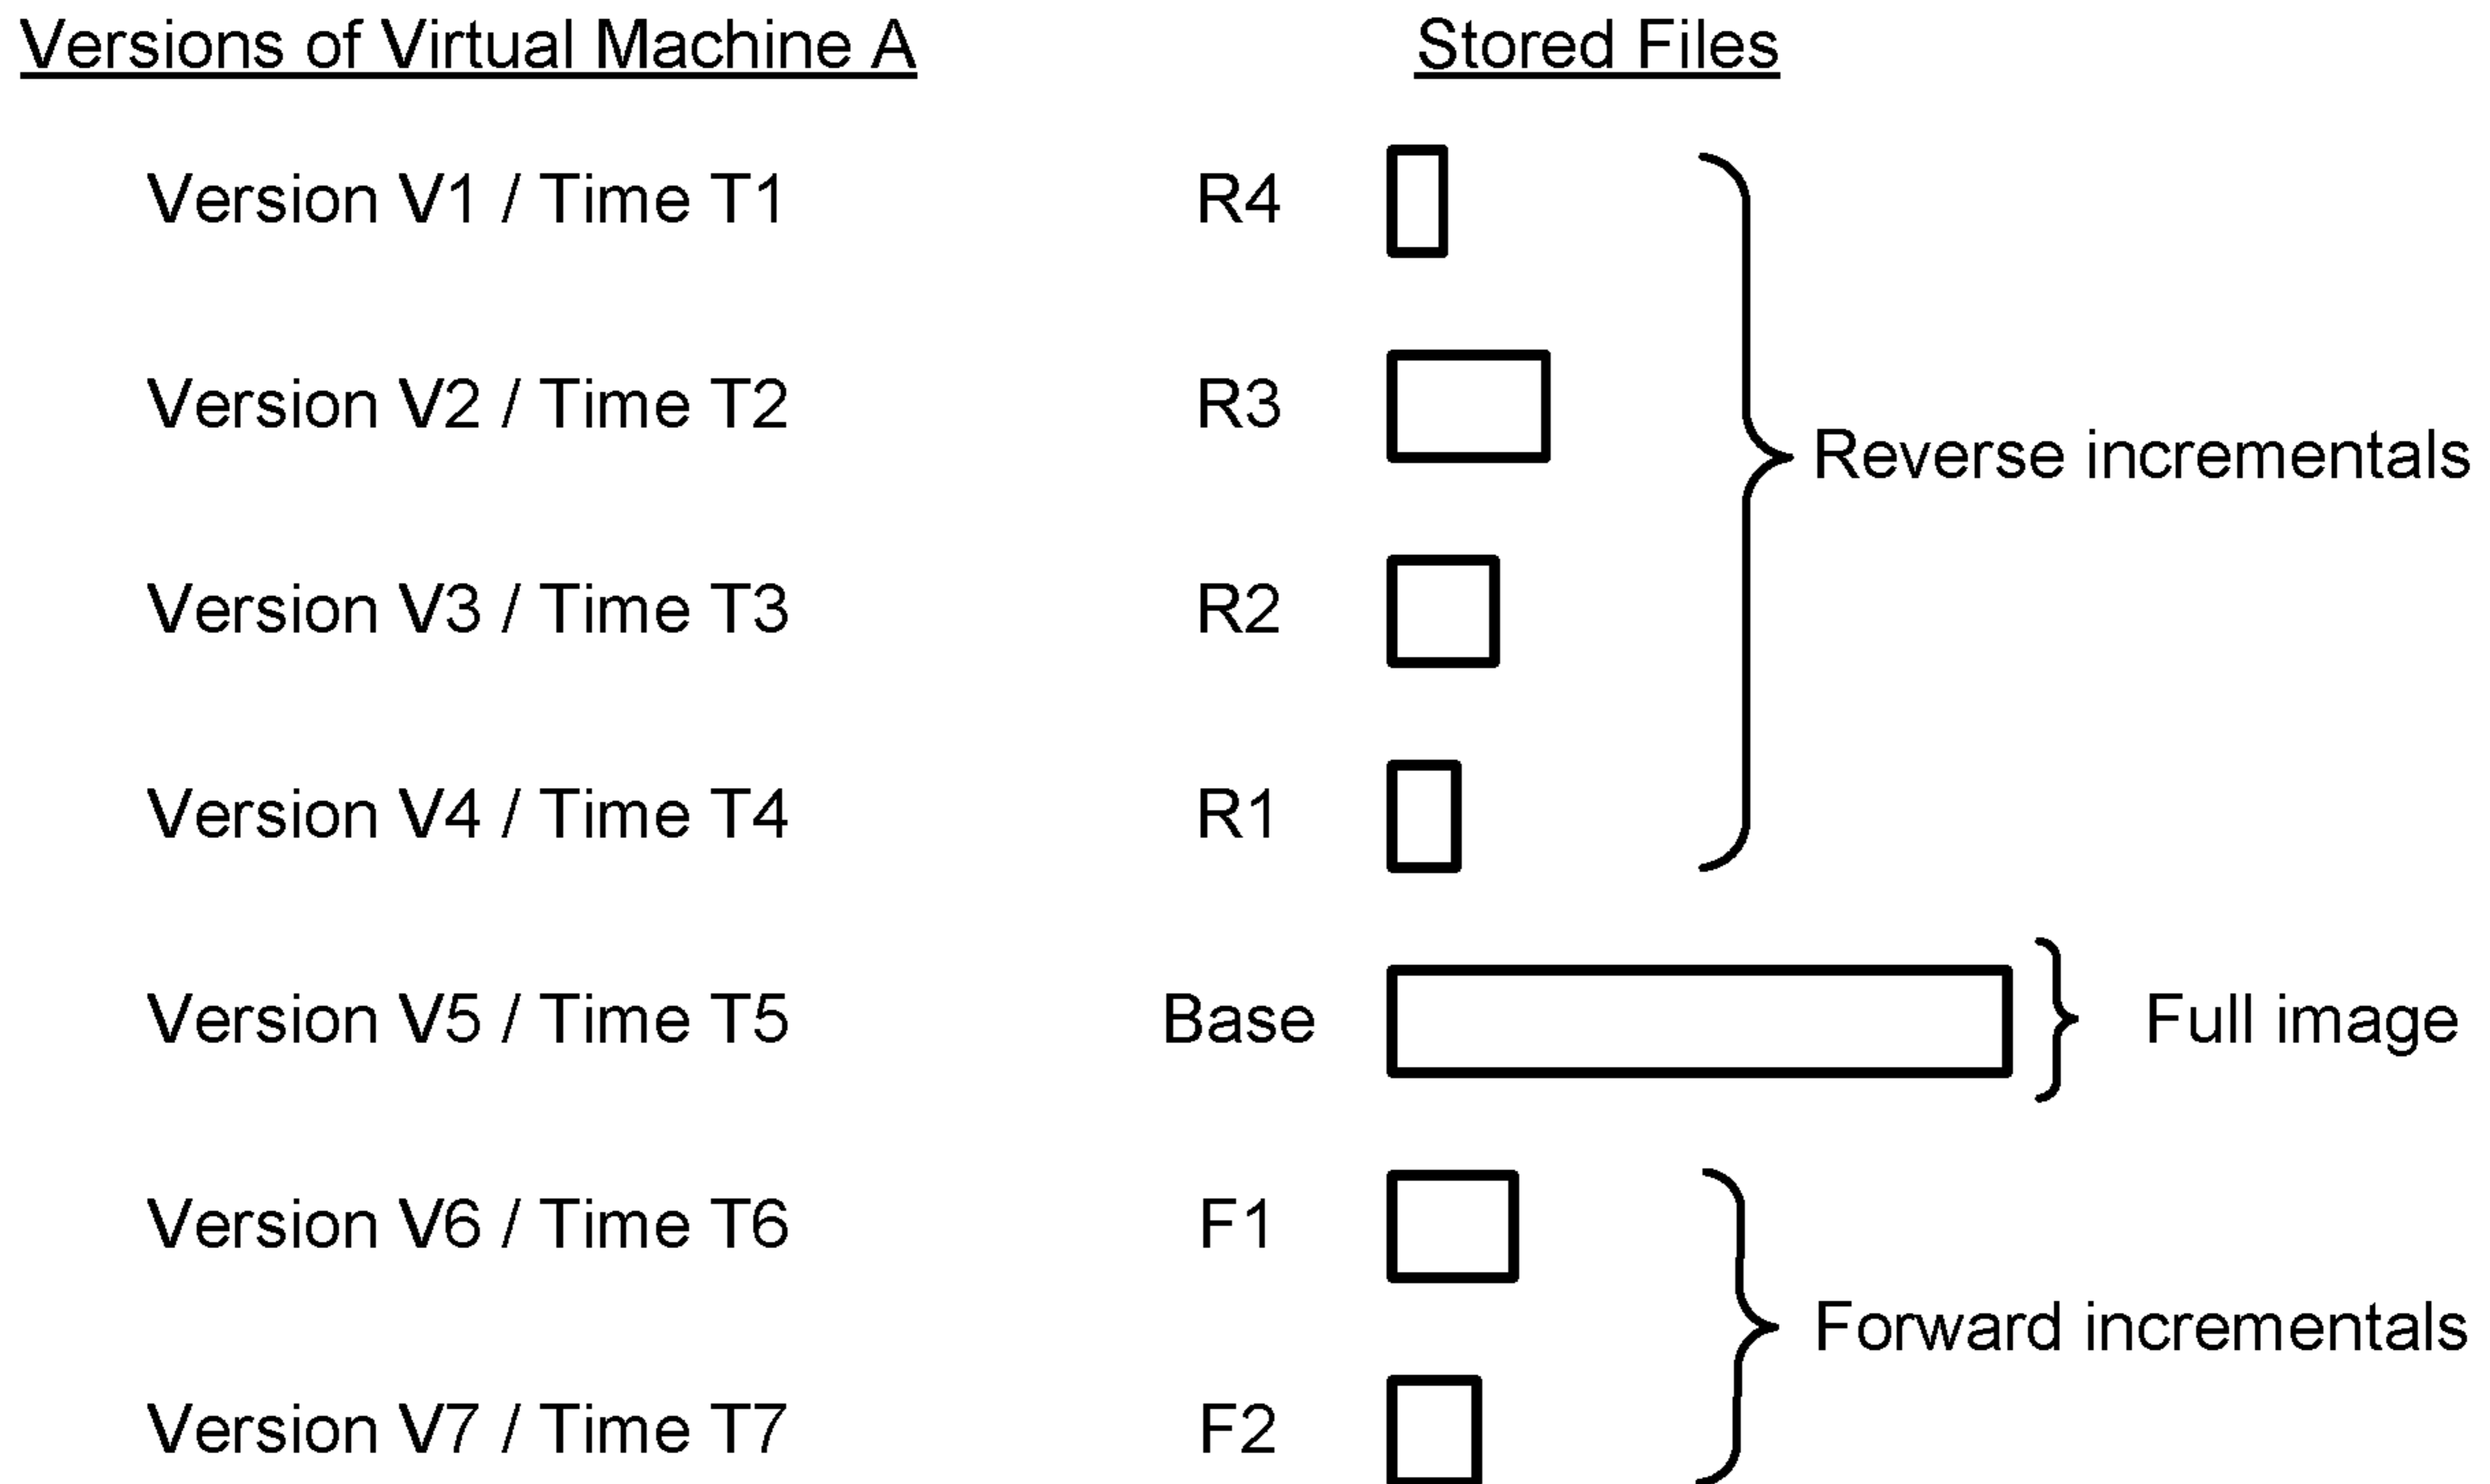 Versions of Virtual Machine A Stored Files
Version V1 / Time T1 R4
Version V2 / Time T2 R3
Reverse incrementals
Version V3 / Time T3 R2
Version V4 / Time T4 R1
Version V5 / Time T5 Base Full image
Version V6 / Time T6 F1
Forward incrementals
Version V7 / Time T7 F2